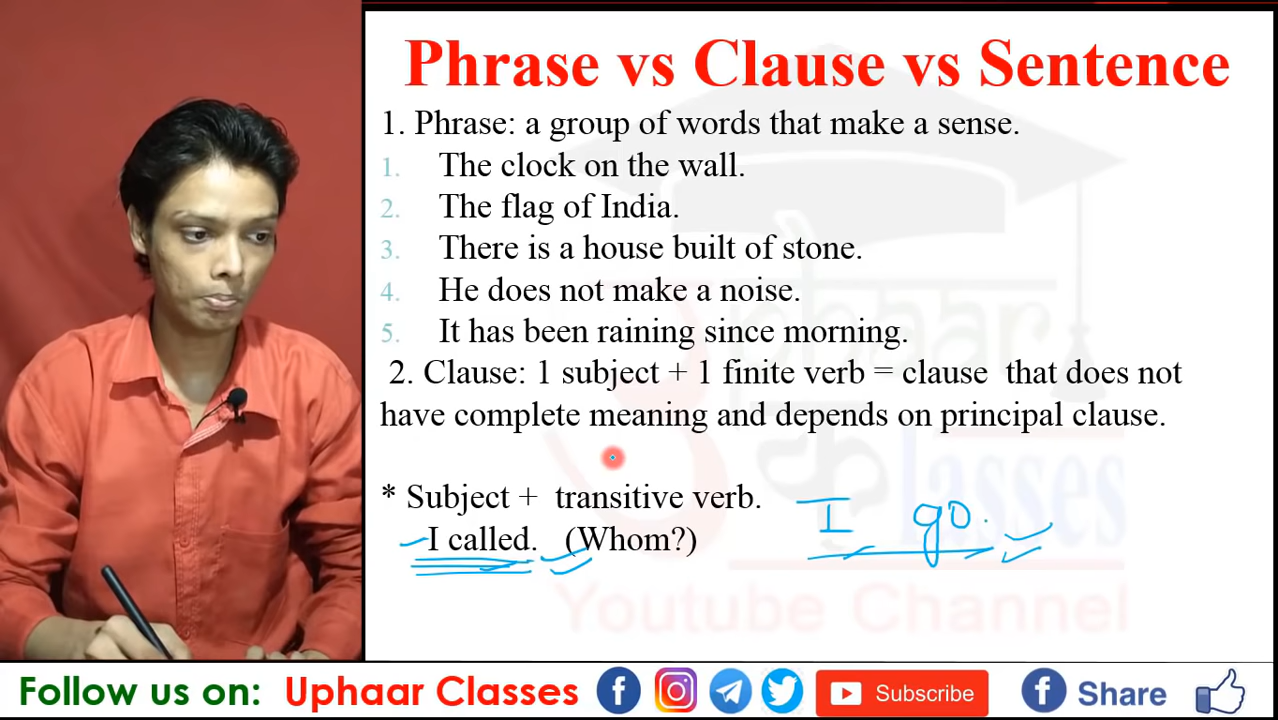 Phrase vs Clause vs Sentence
1. Phrase: a group of words that make a sense.
1. The clock on the wall.
2. The flag of India.
3. There is a house built of stone.
4. He does not make a noise.
5. It has been raining since morning.
2. Clause: 1 subject + 1 finite verb = clause that does not
have complete meaning and depends on principal clause.
* Subject + transitive verb.
I called. (Whom?)
I go.
Youtube Channel
Follow us on: Uphaar Classes
Subscribe
Share